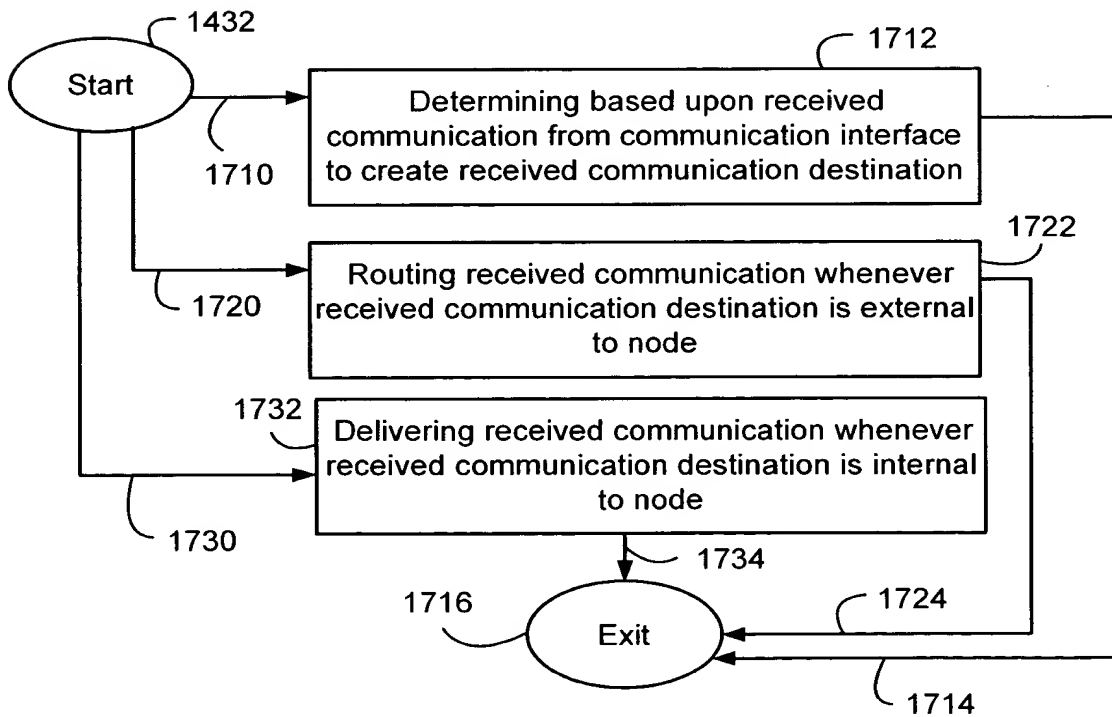 1432
Start
1712
Determining based upon received
communication from communication interface
to create received communication destination
1710
1722
Routing received communication whenever
received communication destination is external
to node
1720
1732
Delivering received communication whenever
received communication destination is internal
to node
1730
1734
1716
Exit
1724
1714